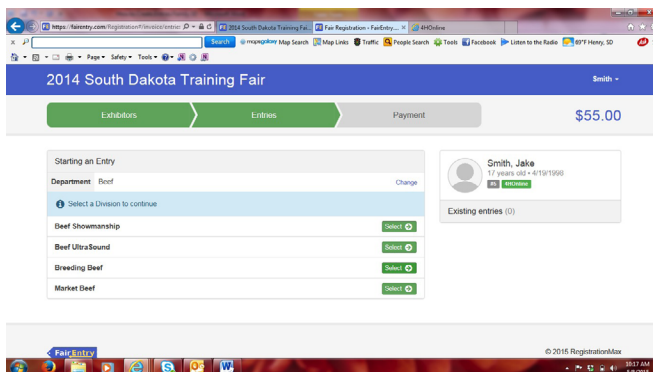 https://fairentry.com/Registration#/invoice/entries
2014 South Dakota Training Fai...
Fair Registration - FairEntry....
4HOnline
Search
mapsgalaxy
Map Search
Map Links
Traffic
People Search
Tools
Facebook
Listen to the Radio
69°F Henry, SD
Page
Safety
Tools
2014 South Dakota Training Fair
Smith
Exhibitors
Entries
Payment
$55.00
Starting an Entry
Department Beef
Change
Select a Division to continue
Beef Showmanship
Select
Beef UltraSound
Select
Breeding Beef
Select
Market Beef
Select
Smith, Jake
17 years old • 4/19/1998
#5 4HOnline
Existing entries (0)
FairEntry
© 2015 RegistrationMax
10:17 AM